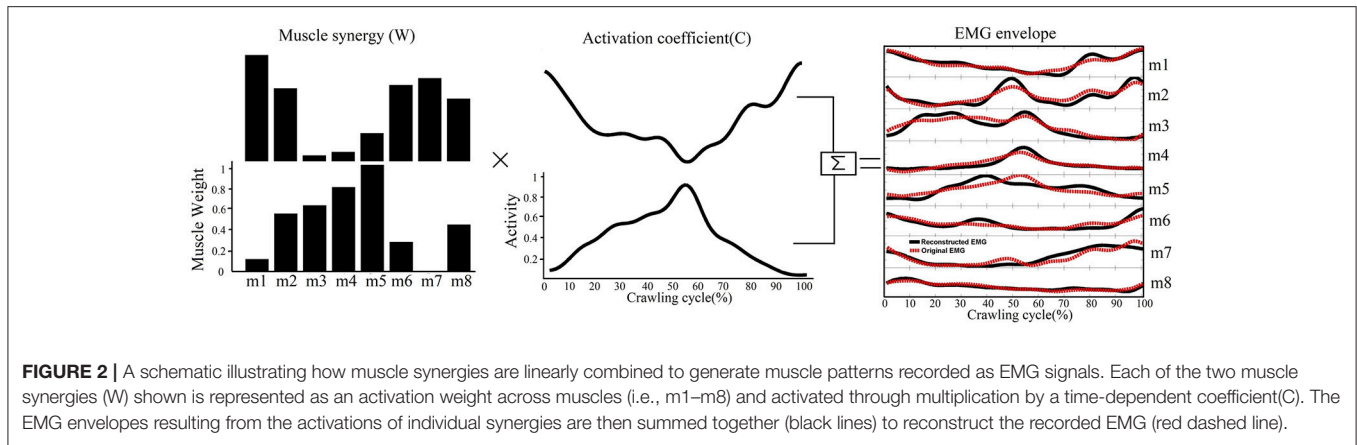 Muscle synergy (W)
Activation coefficient(C)
EMG envelope
Muscle Weight
1
0.8
0.6
0.4
0.2
0
m1 m2 m3 m4 m5 m6 m7 m8
×
Activity
1
0.8
0.6
0.4
0.2
0 10 20 30 40 50 60 70 80 90 100
Crawling cycle(%)
Σ
=
m1
m2
m3
m4
m5
m6
m7
m8
Reconstructed EMG
Original EMG
0 10 20 30 40 50 60 70 80 90 100
Crawling cycle(%)
FIGURE 2 | A schematic illustrating how muscle synergies are linearly combined to generate muscle patterns recorded as EMG signals. Each of the two muscle
synergies (W) shown is represented as an activation weight across muscles (i.e., m1–m8) and activated through multiplication by a time-dependent coefficient(C). The
EMG envelopes resulting from the activations of individual synergies are then summed together (black lines) to reconstruct the recorded EMG (red dashed line).